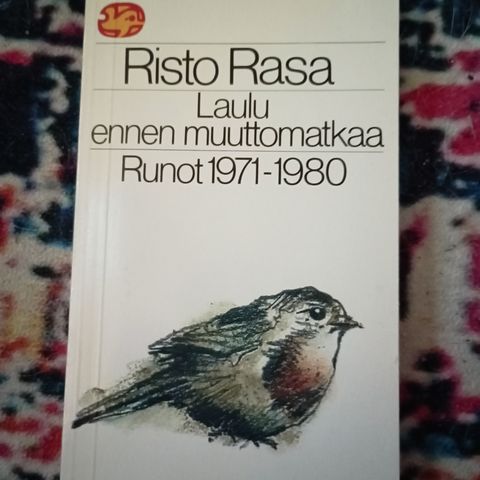 Risto Rasa
Laulu
ennen muuttomatkaa
Runot 1971-1980